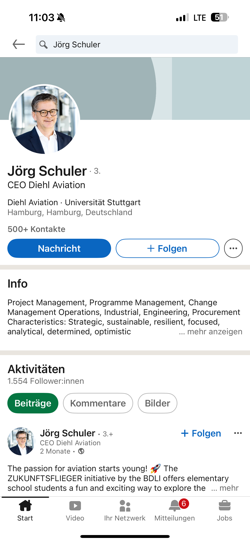 11:03
LTE
5
Jörg Schuler
Jörg Schuler · 3.
CEO Diehl Aviation
Diehl Aviation · Universität Stuttgart
Hamburg, Hamburg, Deutschland
500+ Kontakte
Nachricht
+ Folgen
Info
Project Management, Programme Management, Change
Management Operations, Industrial, Engineering, Procurement
Characteristics: Strategic, sustainable, resilient, focused,
analytical, determined, optimistic
... mehr anzeigen
Aktivitäten
1.554 Follower:innen
Beiträge
Kommentare
Bilder
Jörg Schuler · 3.+
CEO Diehl Aviation
2 Monate ·
+ Folgen
The passion for aviation starts young! 🚀 The
ZUKUNFTSFLIEGER initiative by the BDLI offers elementary
school students a fun and exciting way to explore the ... mehr
6
Start
Video
Ihr Netzwerk
Mitteilungen
Jobs